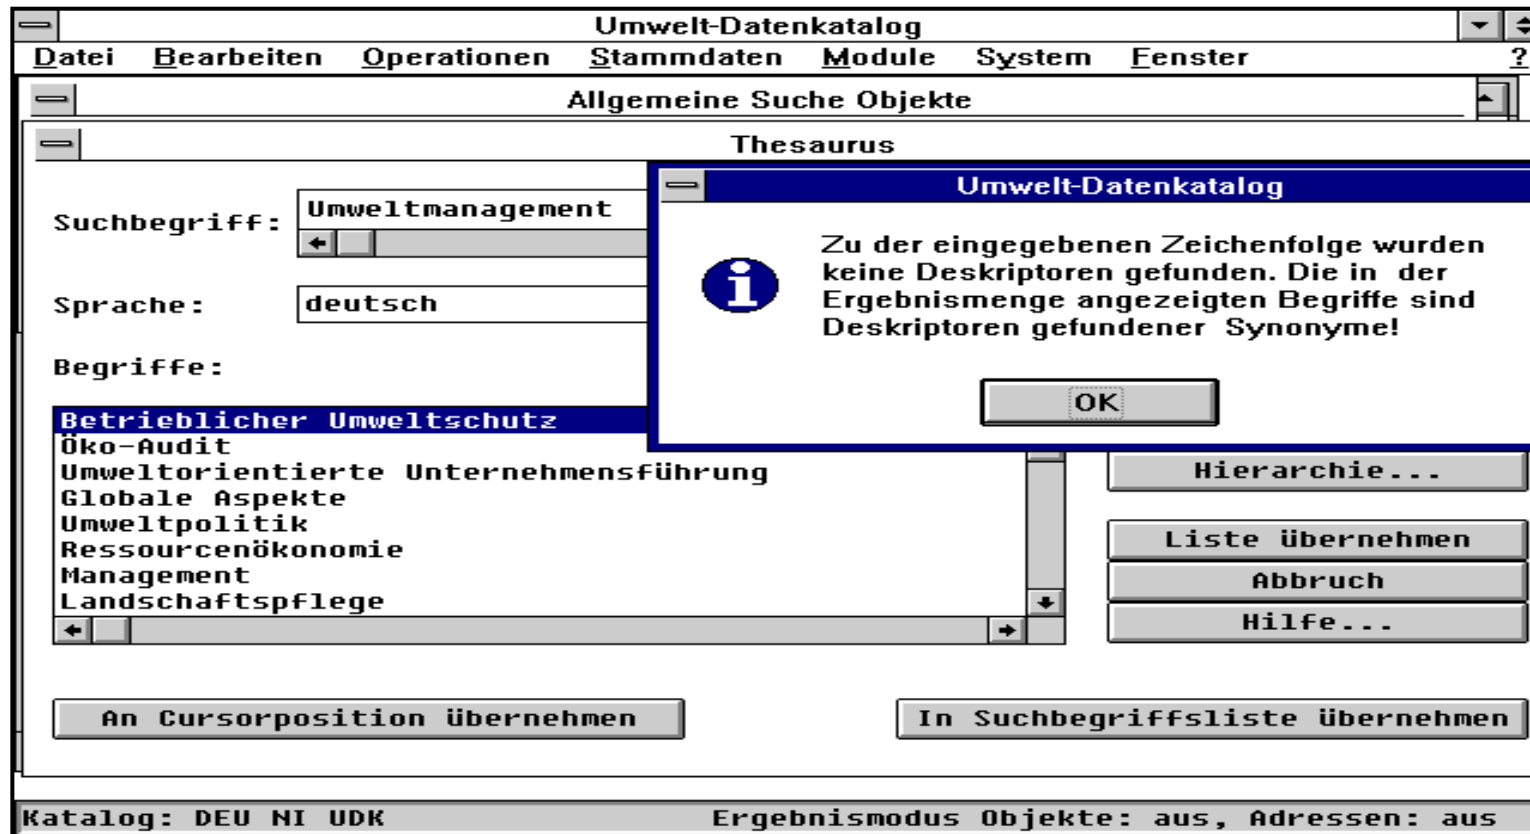 Umwelt-Datenkatalog
Datei Bearbeiten Operationen Stammdaten Module System Fenster ?
Allgemeine Suche Objekte
Thesaurus
Suchbegriff: Umweltmanagement
Sprache: deutsch
Begriffe:
Betrieblicher Umweltschutz
Öko-Audit
Umweltorientierte Unternehmensführung
Globale Aspekte
Umweltpolitik
Ressourcenökonomie
Management
Landschaftspflege
Umwelt-Datenkatalog
Zu der eingegebenen Zeichenfolge wurden
keine Deskriptoren gefunden. Die in der
Ergebnismenge angezeigten Begriffe sind
Deskriptoren gefundener Synonyme!
OK
Hierarchie...
Liste übernehmen
Abbruch
Hilfe...
An Cursorposition übernehmen
In Suchbegriffsliste übernehmen
Katalog: DEU NI UDK Ergebnismodus Objekte: aus, Adressen: aus